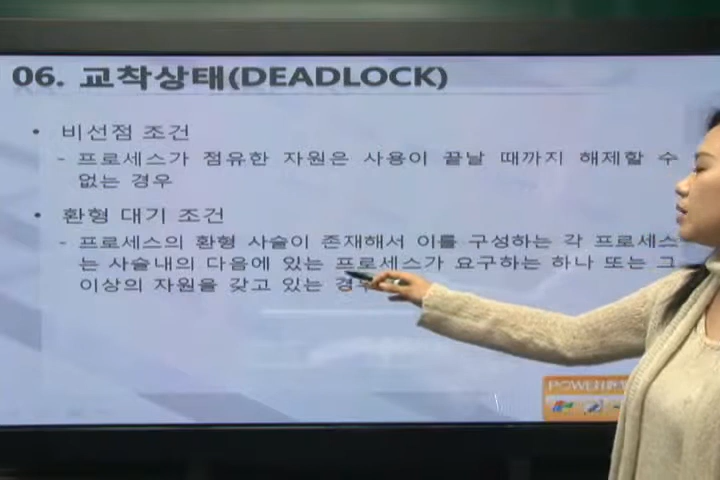 06. 교착상태(DEADLOCK)
• 비선점 조건
- 프로세스가 점유한 자원은 사용이 끝날 때까지 해제할 수
없는 경우
• 환형 대기 조건
- 프로세스의 환형 사슬이 존재해서 이를 구성하는 각 프로세스
는 사슬내의 다음에 있는 프로세스가 요구하는 하나 또는 그
이상의 자원을 갖고 있는